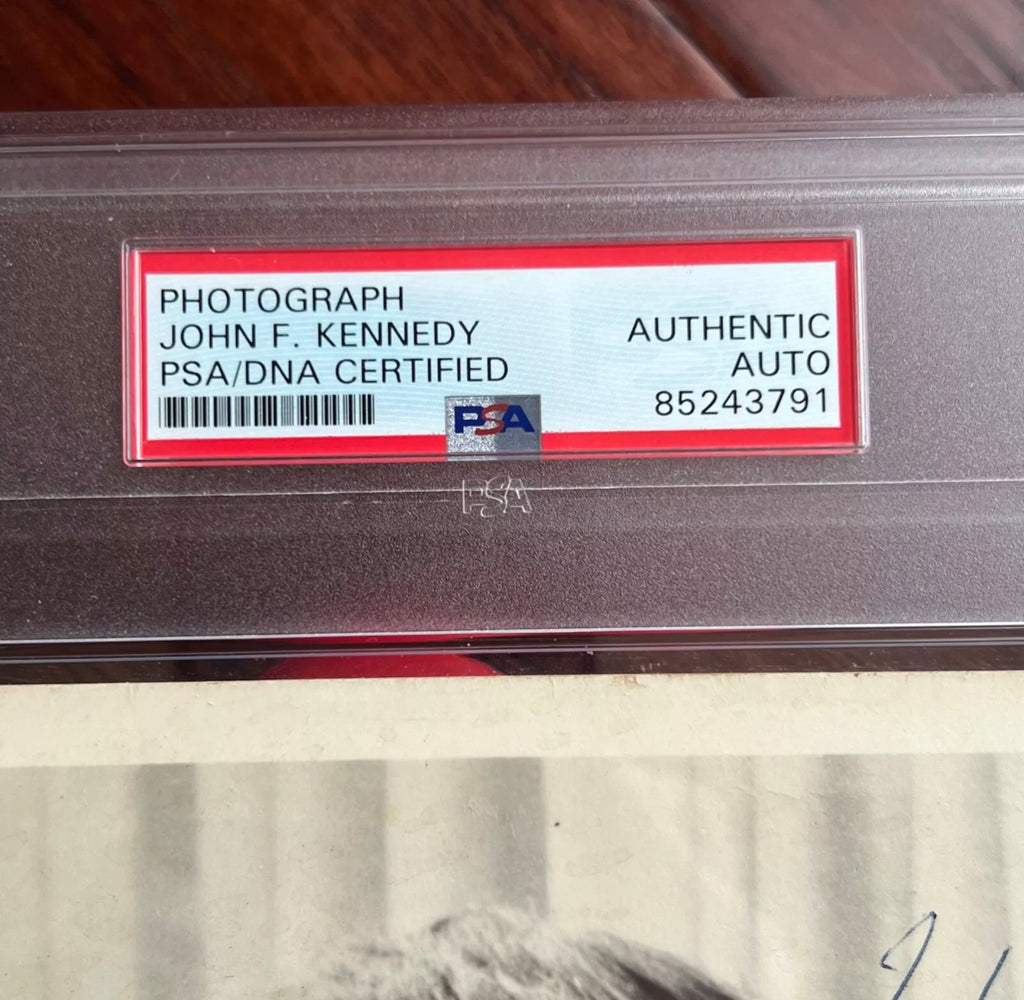 PHOTOGRAPH
JOHN F. KENNEDY
PSA/DNA CERTIFIED
AUTHENTIC
AUTO
85243791
PSA
PSA